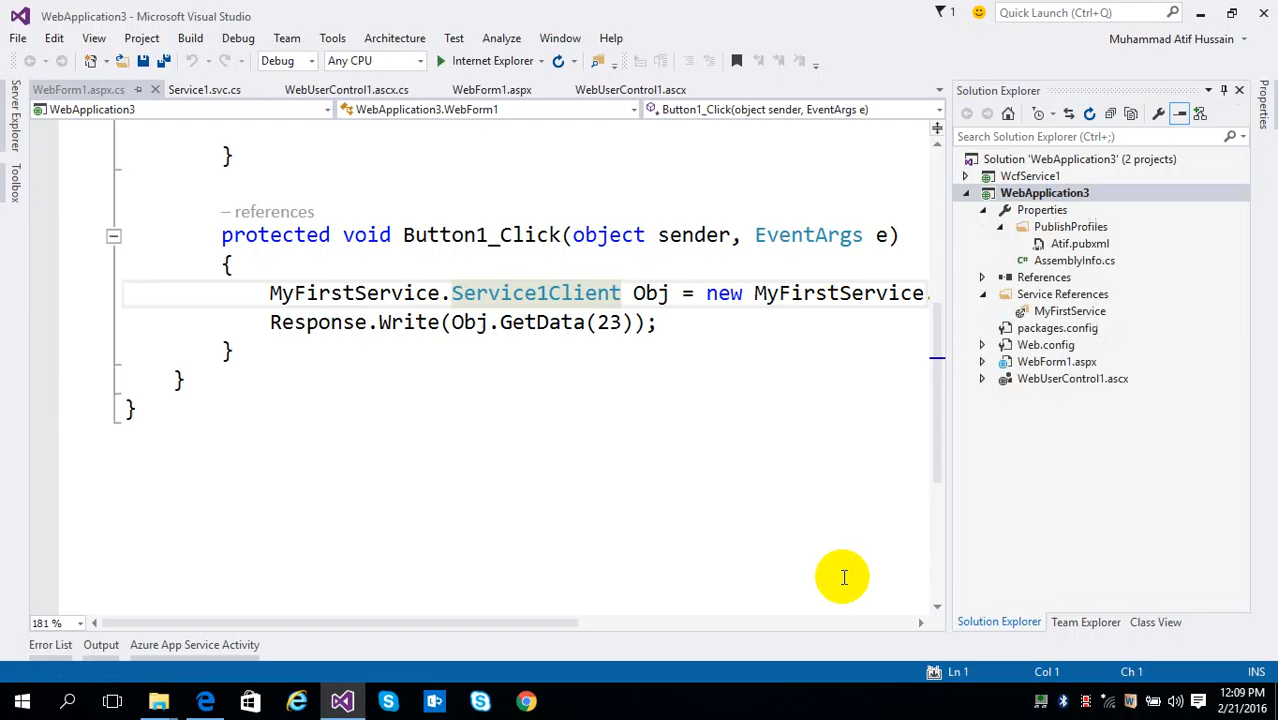 WebApplication3 - Microsoft Visual Studio
1
Quick Launch (Ctrl+Q)
File Edit View Project Build Debug Team Tools Architecture Test Analyze Window Help
Muhammad Atif Hussain
Debug Any CPU Internet Explorer
Server Explorer
Toolbox
WebForm1.aspx.cs Service1.svc.cs WebUserControl1.ascx.cs WebForm1.aspx WebUserControl1.ascx
WebApplication3 WebApplication3.WebForm1 Button1_Click(object sender, EventArgs e)
}
– references
protected void Button1_Click(object sender, EventArgs e)
{
MyFirstService.Service1Client Obj = new MyFirstService.
Response.Write(Obj.GetData(23));
}
}
}
181 %
Error List Output Azure App Service Activity
Solution Explorer
Search Solution Explorer (Ctrl+;)
Solution 'WebApplication3' (2 projects)
WcfService1
WebApplication3
Properties
PublishProfiles
Atif.pubxml
AssemblyInfo.cs
References
Service References
MyFirstService
packages.config
Web.config
WebForm1.aspx
WebUserControl1.ascx
Solution Explorer Team Explorer Class View
Properties
Ln 1 Col 1 Ch 1 INS
12:09 PM
2/21/2016